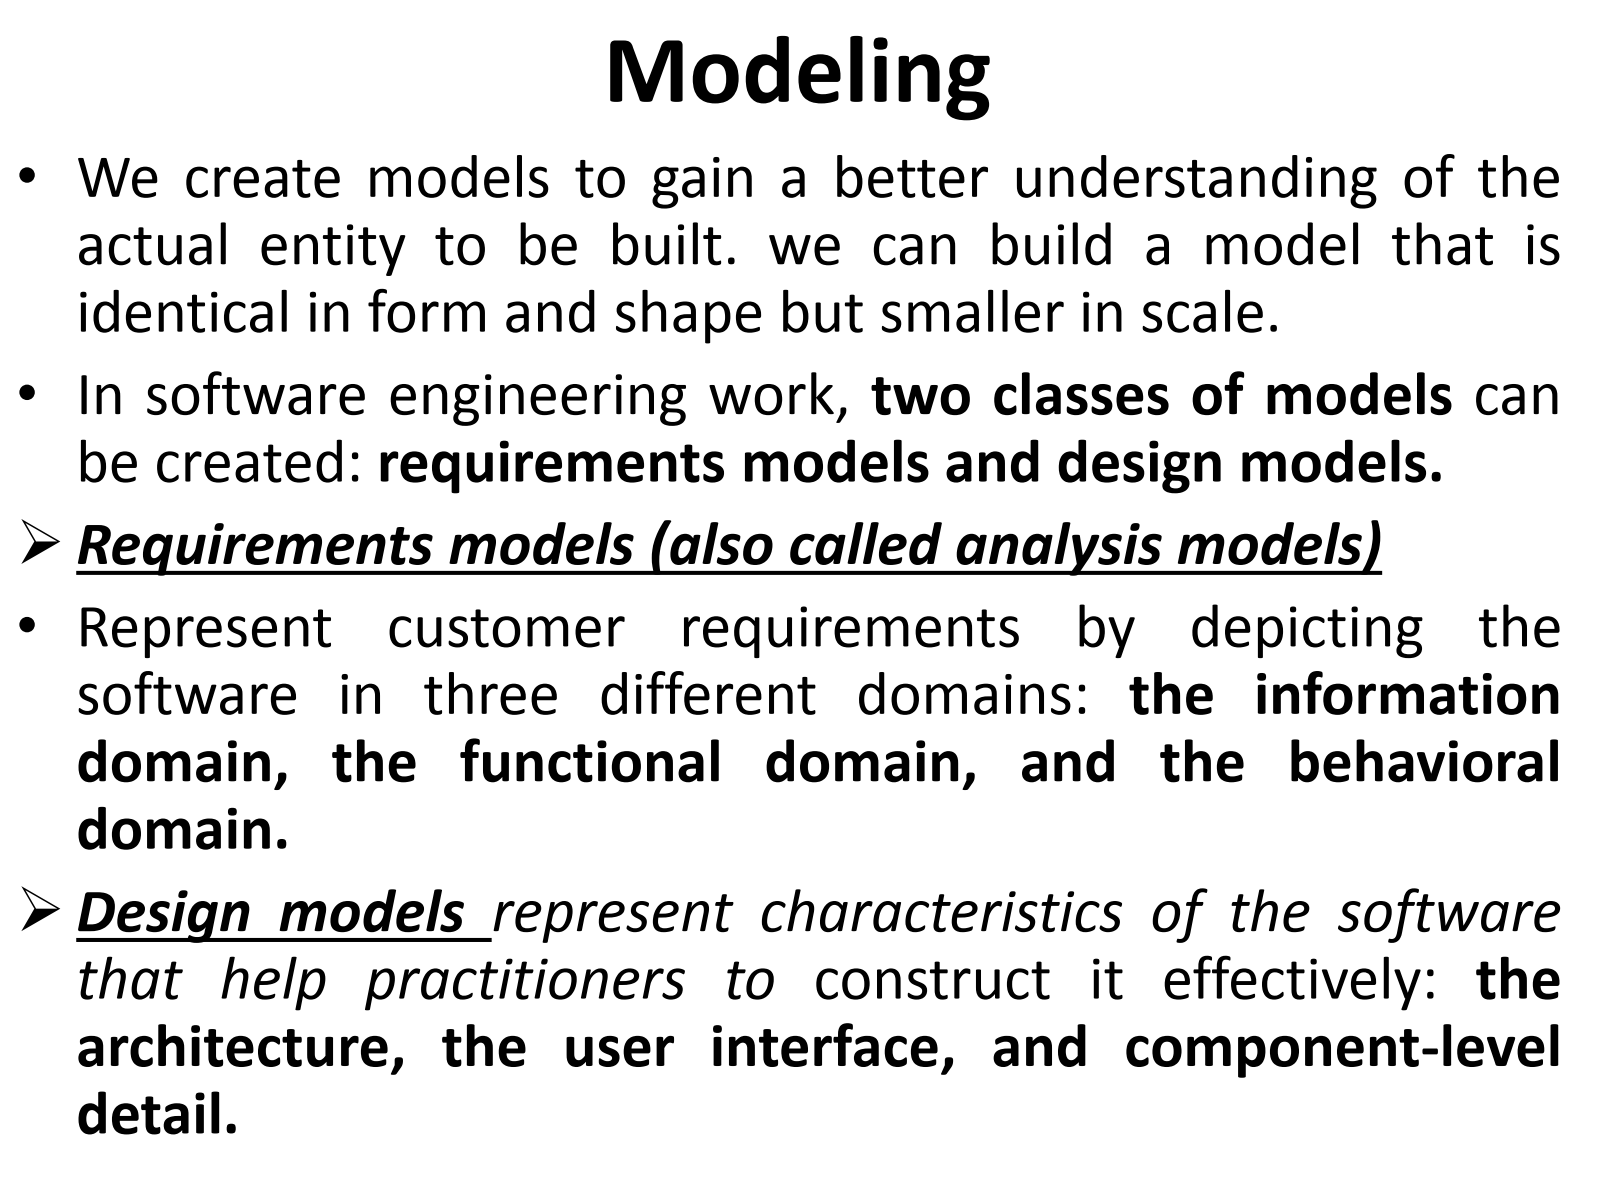 Modeling
• We create models to gain a better understanding of the
actual entity to be built. we can build a model that is
identical in form and shape but smaller in scale.
• In software engineering work, two classes of models can
be created: requirements models and design models.
➢ Requirements models (also called analysis models)
• Represent customer requirements by depicting the
software in three different domains: the information
domain, the functional domain, and the behavioral
domain.
➢ Design models represent characteristics of the software
that help practitioners to construct it effectively: the
architecture, the user interface, and component-level
detail.